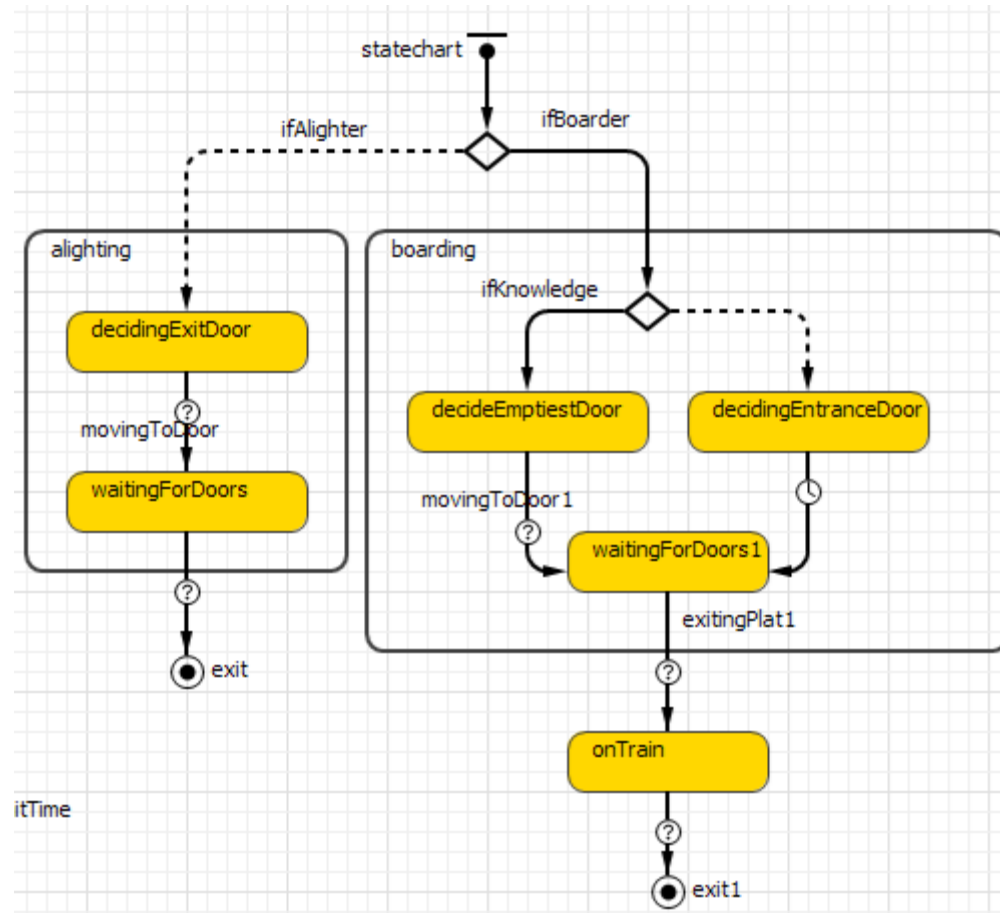 statechart
ifAlighter
ifBoarder
alighting
boarding
ifKnowledge
decidingExitDoor
decideEmptiestDoor
decidingEntranceDoor
?
movingToDoor
waitingForDoors
movingToDoor1
?
waitingForDoors1
?
exitingPlat1
exit
?
onTrain
itTime
?
exit1